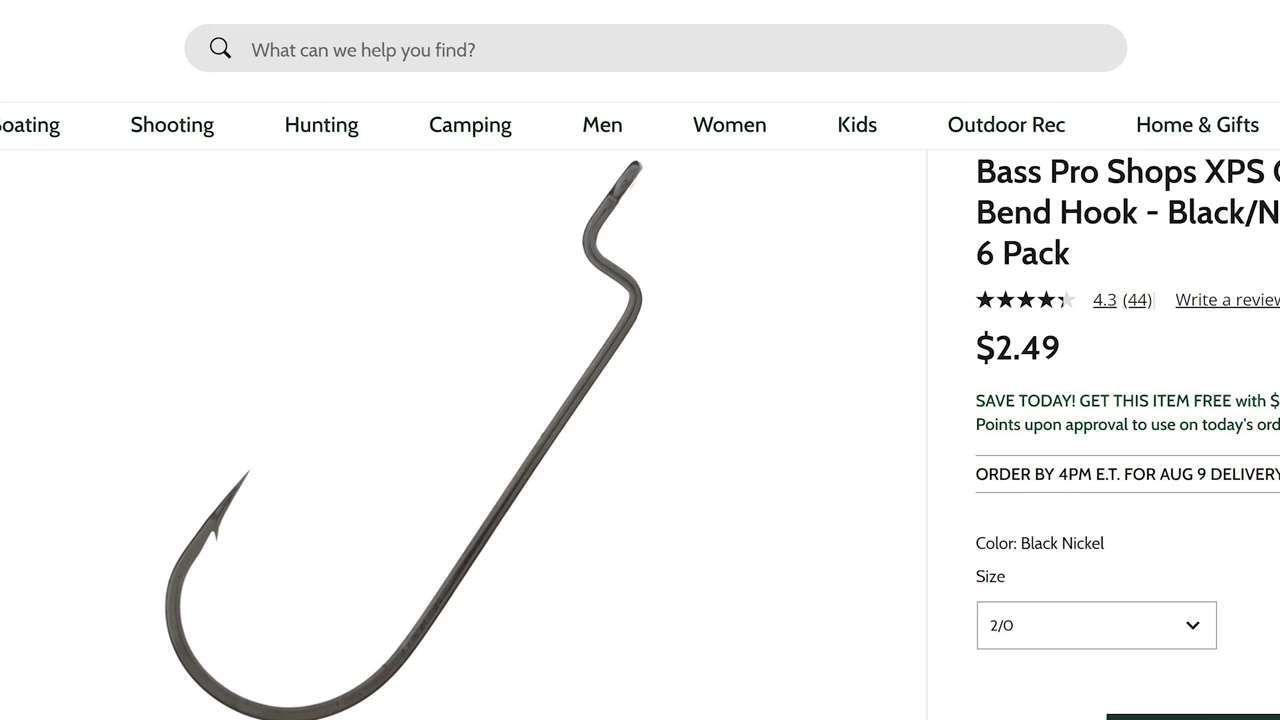 What can we help you find?
oating Shooting Hunting Camping Men Women Kids Outdoor Rec Home & Gifts
Bass Pro Shops XPS
Bend Hook - Black/N
6 Pack
4.3 (44) Write a review
$2.49
SAVE TODAY! GET THIS ITEM FREE with $
Points upon approval to use on today's ord
ORDER BY 4PM E.T. FOR AUG 9 DELIVERY
Color: Black Nickel
Size
2/0